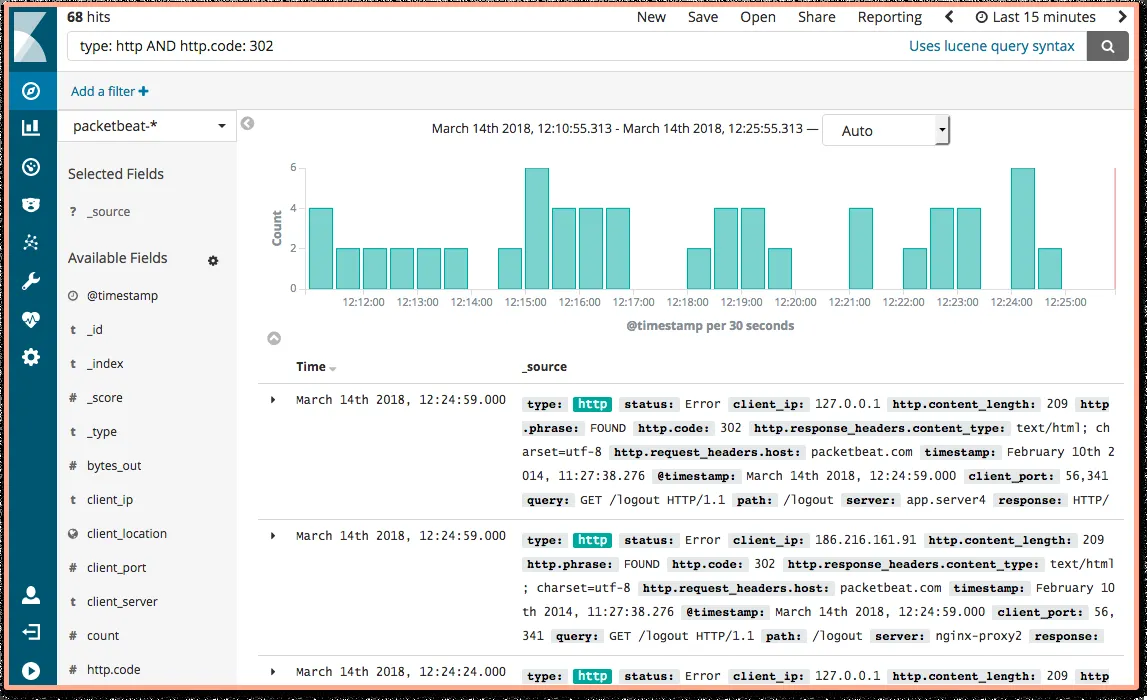 68 hits New Save Open Share Reporting Last 15 minutes
type: http AND http.code: 302 Uses lucene query syntax
Add a filter +
packetbeat-*
March 14th 2018, 12:10:55.313 - March 14th 2018, 12:25:55.313 — Auto
Selected Fields
? _source
Available Fields
@timestamp
t _id
t _index
# _score
t _type
# bytes_out
t client_ip
client_location
# client_port
t client_server
# count
# http.code
Count
6
4
2
0
12:12:00 12:13:00 12:14:00 12:15:00 12:16:00 12:17:00 12:18:00 12:19:00 12:20:00 12:21:00 12:22:00 12:23:00 12:24:00 12:25:00
@timestamp per 30 seconds
Time _source
March 14th 2018, 12:24:59.000 type: http status: Error client_ip: 127.0.0.1 http.content_length: 209 http
.phrase: FOUND http.code: 302 http.response_headers.content_type: text/html; ch
arset=utf-8 http.request_headers.host: packetbeat.com timestamp: February 10th 2
014, 11:27:38.276 @timestamp: March 14th 2018, 12:24:59.000 client_port: 56,341
query: GET /logout HTTP/1.1 path: /logout server: app.server4 response: HTTP/
March 14th 2018, 12:24:59.000 type: http status: Error client_ip: 186.216.161.91 http.content_length: 209
http.phrase: FOUND http.code: 302 http.response_headers.content_type: text/html
; charset=utf-8 http.request_headers.host: packetbeat.com timestamp: February 10
th 2014, 11:27:38.276 @timestamp: March 14th 2018, 12:24:59.000 client_port: 56,
341 query: GET /logout HTTP/1.1 path: /logout server: nginx-proxy2 response:
March 14th 2018, 12:24:24.000 type: http status: Error client_ip: 127.0.0.1 http.content_length: 209 http